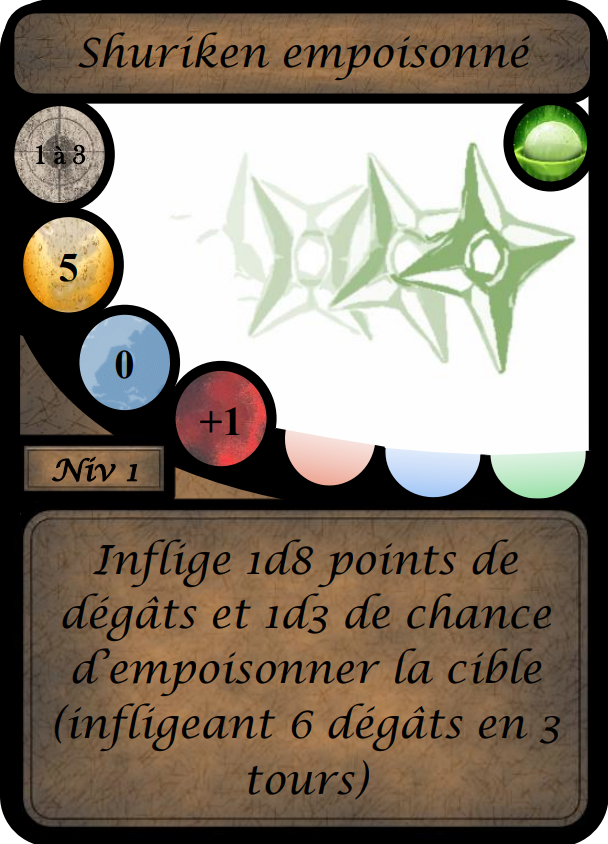 Shuriken empoisonné
1 à 3
5
0
+1
Niv 1
Inflige 1d8 points de
dégâts et 1d3 de chance
d'empoisonner la cible
(infligeant 6 dégâts en 3
tours)